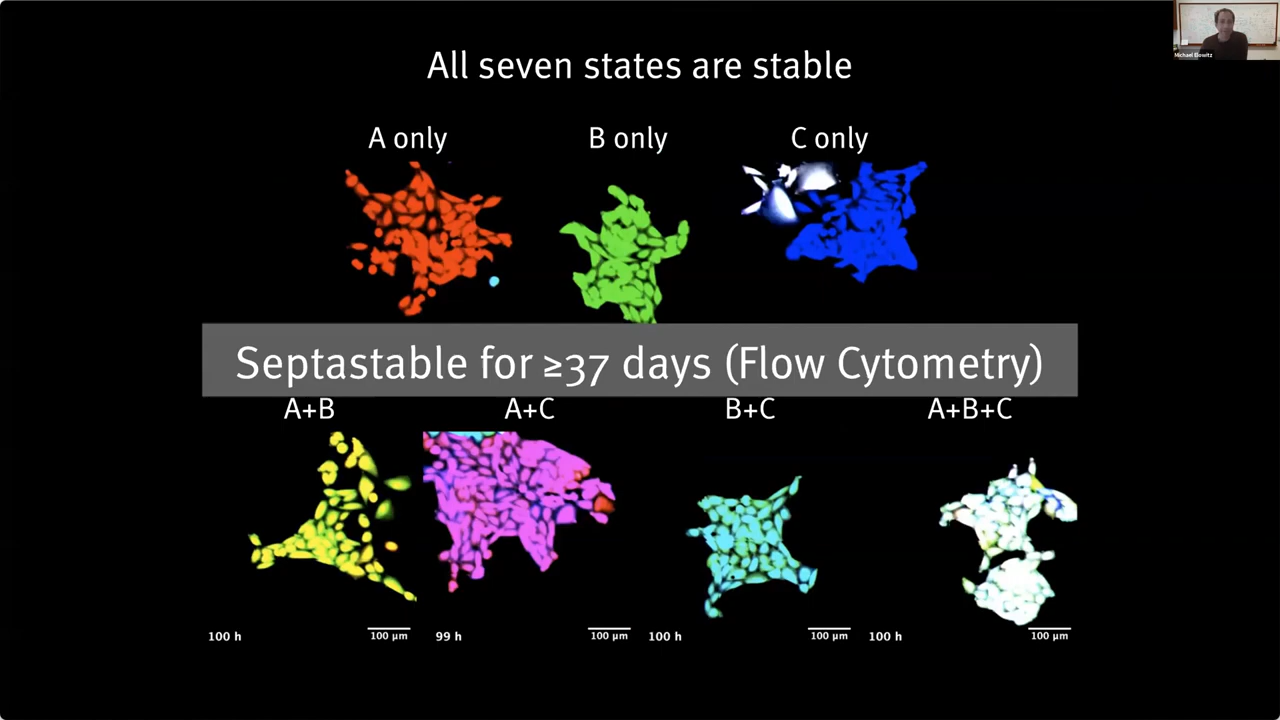 All seven states are stable
Michael Elowitz
A only
B only
C only
Septastable for ≥37 days (Flow Cytometry)
A+B
A+C
B+C
A+B+C
100 h
100 µm
99 h
100 µm
100 h
100 µm
100 h
100 µm